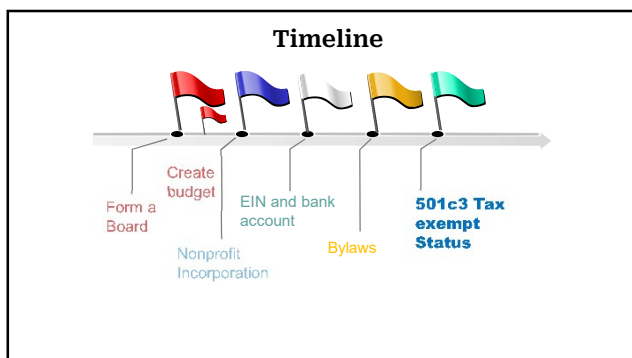 Timeline
Form a
Board
Create
budget
Nonprofit
Incorporation
EIN and bank
account
Bylaws
501c3 Tax
exempt
Status